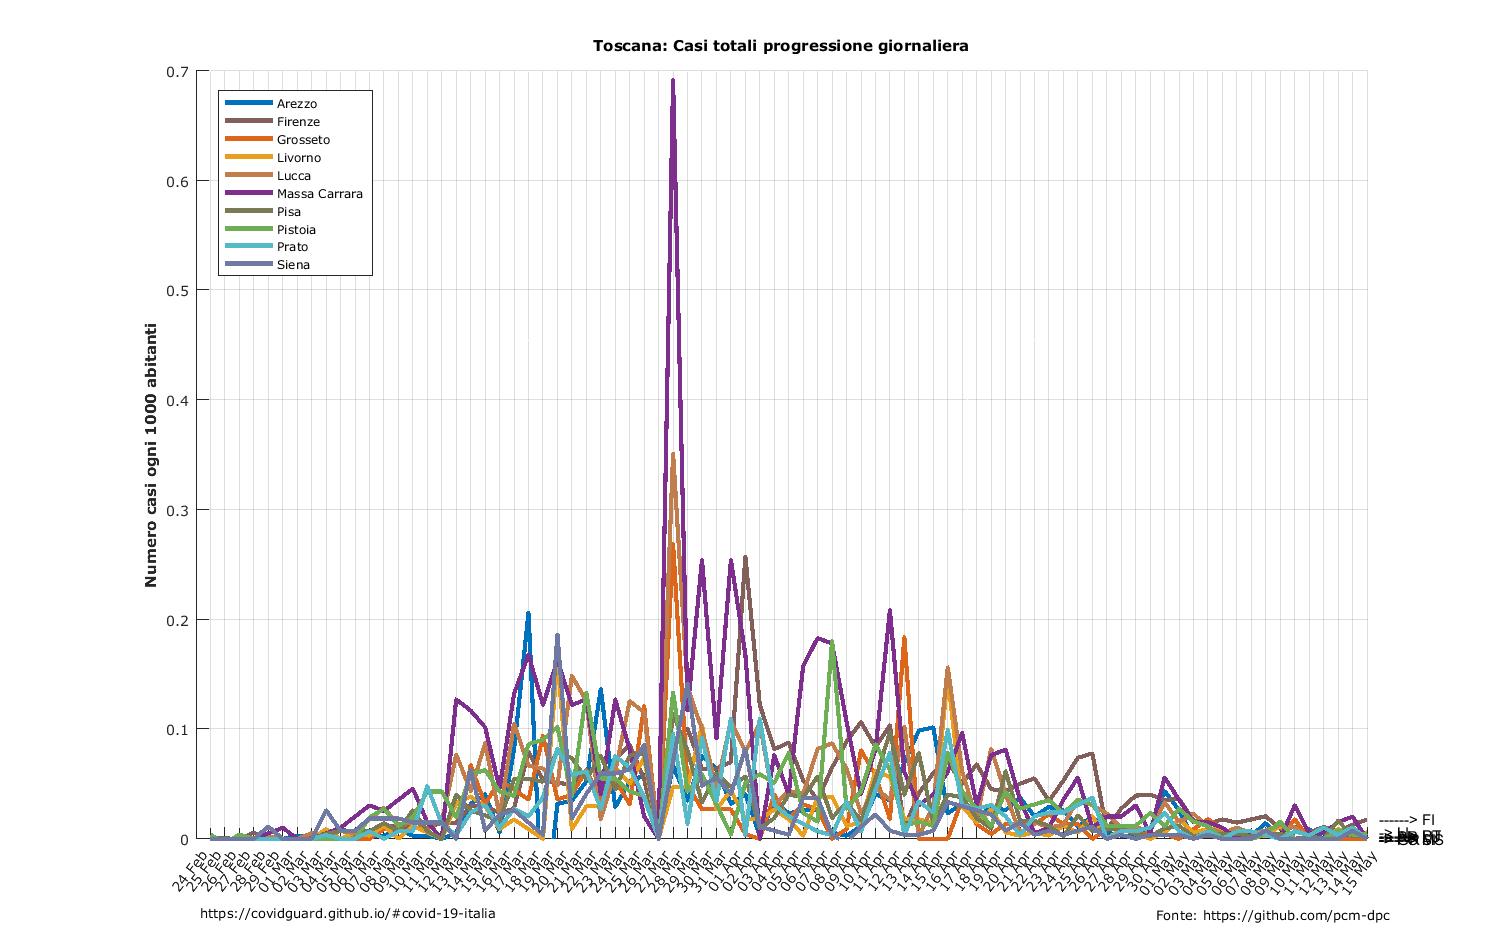 Toscana: Casi totali progressione giornaliera
0.7
0.6
0.5
0.4
0.3
0.2
0.1
0
Numero casi ogni 1000 abitanti
Arezzo
Firenze
Grosseto
Livorno
Lucca
Massa Carrara
Pisa
Pistoia
Prato
Siena
------> FI
24 Feb
25 Feb
26 Feb
27 Feb
28 Feb
29 Feb
01 Mar
02 Mar
03 Mar
04 Mar
05 Mar
06 Mar
07 Mar
08 Mar
09 Mar
10 Mar
11 Mar
12 Mar
13 Mar
14 Mar
15 Mar
16 Mar
17 Mar
18 Mar
19 Mar
20 Mar
21 Mar
22 Mar
23 Mar
24 Mar
25 Mar
26 Mar
27 Mar
28 Mar
29 Mar
30 Mar
31 Mar
01 Apr
02 Apr
03 Apr
04 Apr
05 Apr
06 Apr
07 Apr
08 Apr
09 Apr
10 Apr
11 Apr
12 Apr
13 Apr
14 Apr
15 Apr
16 Apr
17 Apr
18 Apr
19 Apr
20 Apr
21 Apr
22 Apr
23 Apr
24 Apr
25 Apr
26 Apr
27 Apr
28 Apr
29 Apr
30 Apr
01 May
02 May
03 May
04 May
05 May
06 May
07 May
08 May
09 May
10 May
11 May
12 May
13 May
14 May
15 May
https://covidguard.github.io/#covid-19-italia
Fonte: https://github.com/pcm-dpc